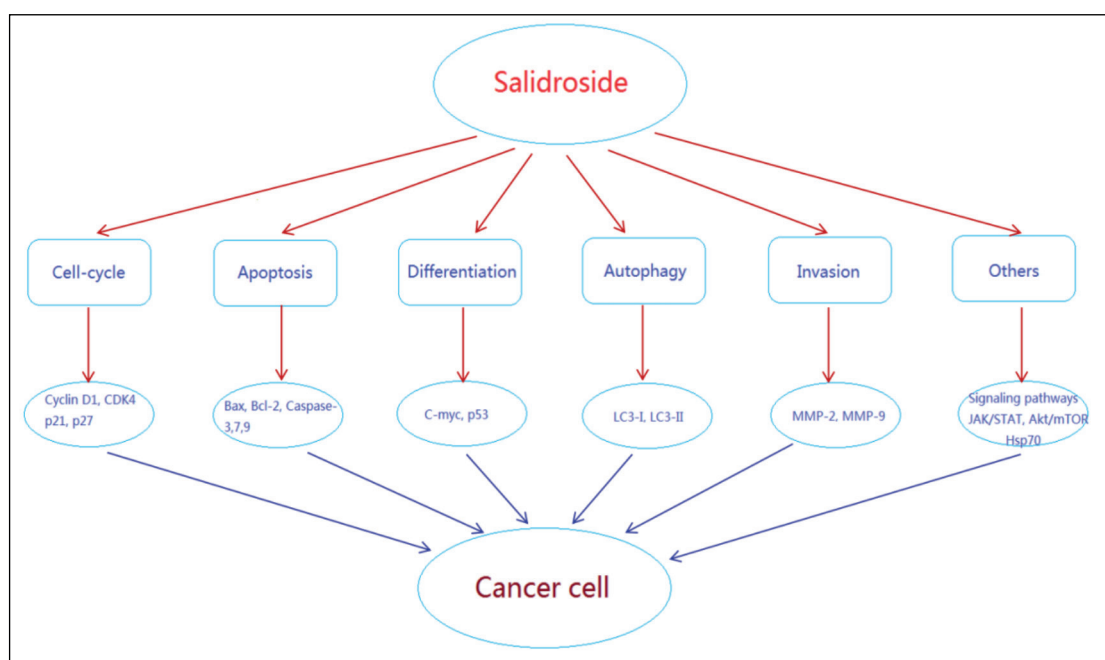 Salidroside
Cell-cycle
Apoptosis
Differentiation
Autophagy
Invasion
Others
Cyclin D1, CDK4
p21, p27
Bax, Bcl-2, Caspase-
3,7,9
C-myc, p53
LC3-I, LC3-II
MMP-2, MMP-9
Signaling pathways
JAK/STAT, Akt/mTOR
Hsp70
Cancer cell